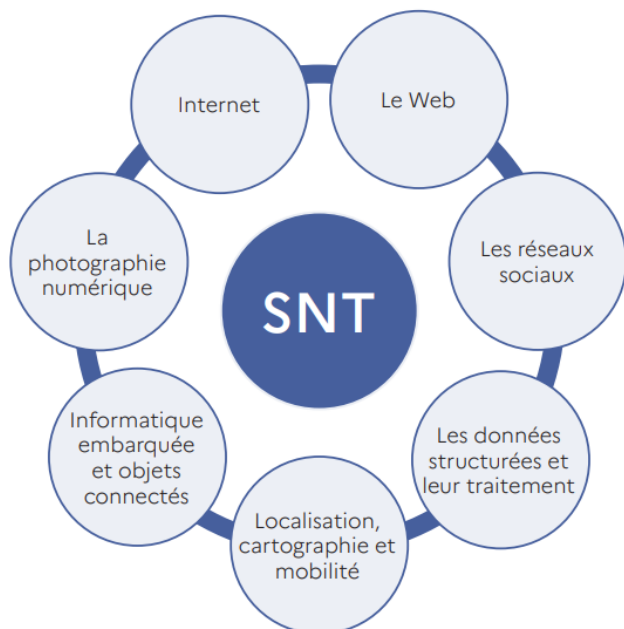 Internet
Le Web
Les réseaux
sociaux
Les données
structurées et
leur traitement
Localisation,
cartographie et
mobilité
Informatique
embarquée
et objets
connectés
La
photographie
numérique
SNT